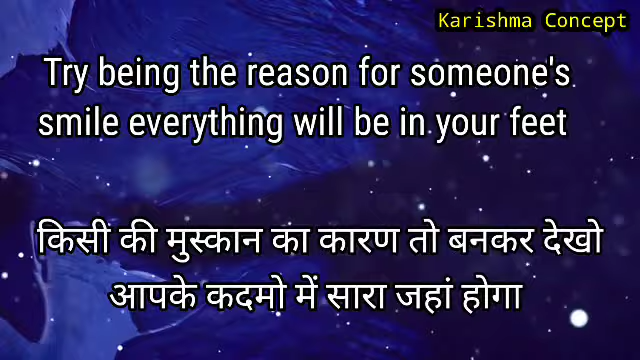 Karishma Concept
Try being the reason for someone's
smile everything will be in your feet
किसी की मुस्कान का कारण तो बनकर देखो
आपके कदमो में सारा जहां होगा